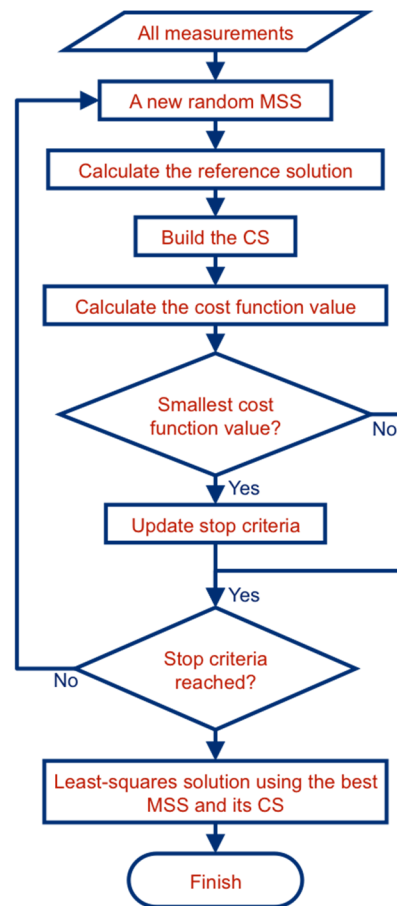 All measurements
A new random MSS
Calculate the reference solution
Build the CS
Calculate the cost function value
Smallest cost
function value?
No
Yes
Update stop criteria
Yes
Stop criteria
reached?
No
Least-squares solution using the best
MSS and its CS
Finish